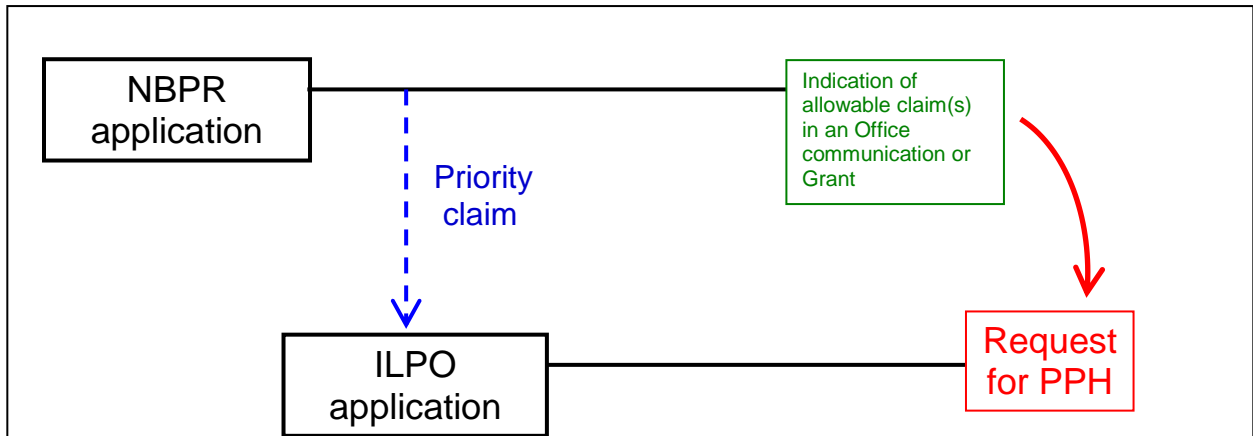 NBPR
application
Indication of
allowable claim(s)
in an Office
communication or
Grant
Priority
claim
ILPO
application
Request
for PPH